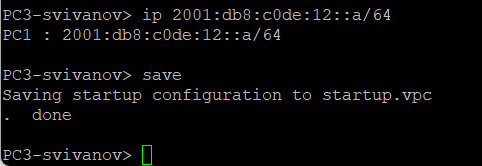 PC3-svivanov> ip 2001:db8:c0de:12::a/64
PC1 : 2001:db8:c0de:12::a/64
PC3-svivanov> save
Saving startup configuration to startup.vpc
.  done
PC3-svivanov>